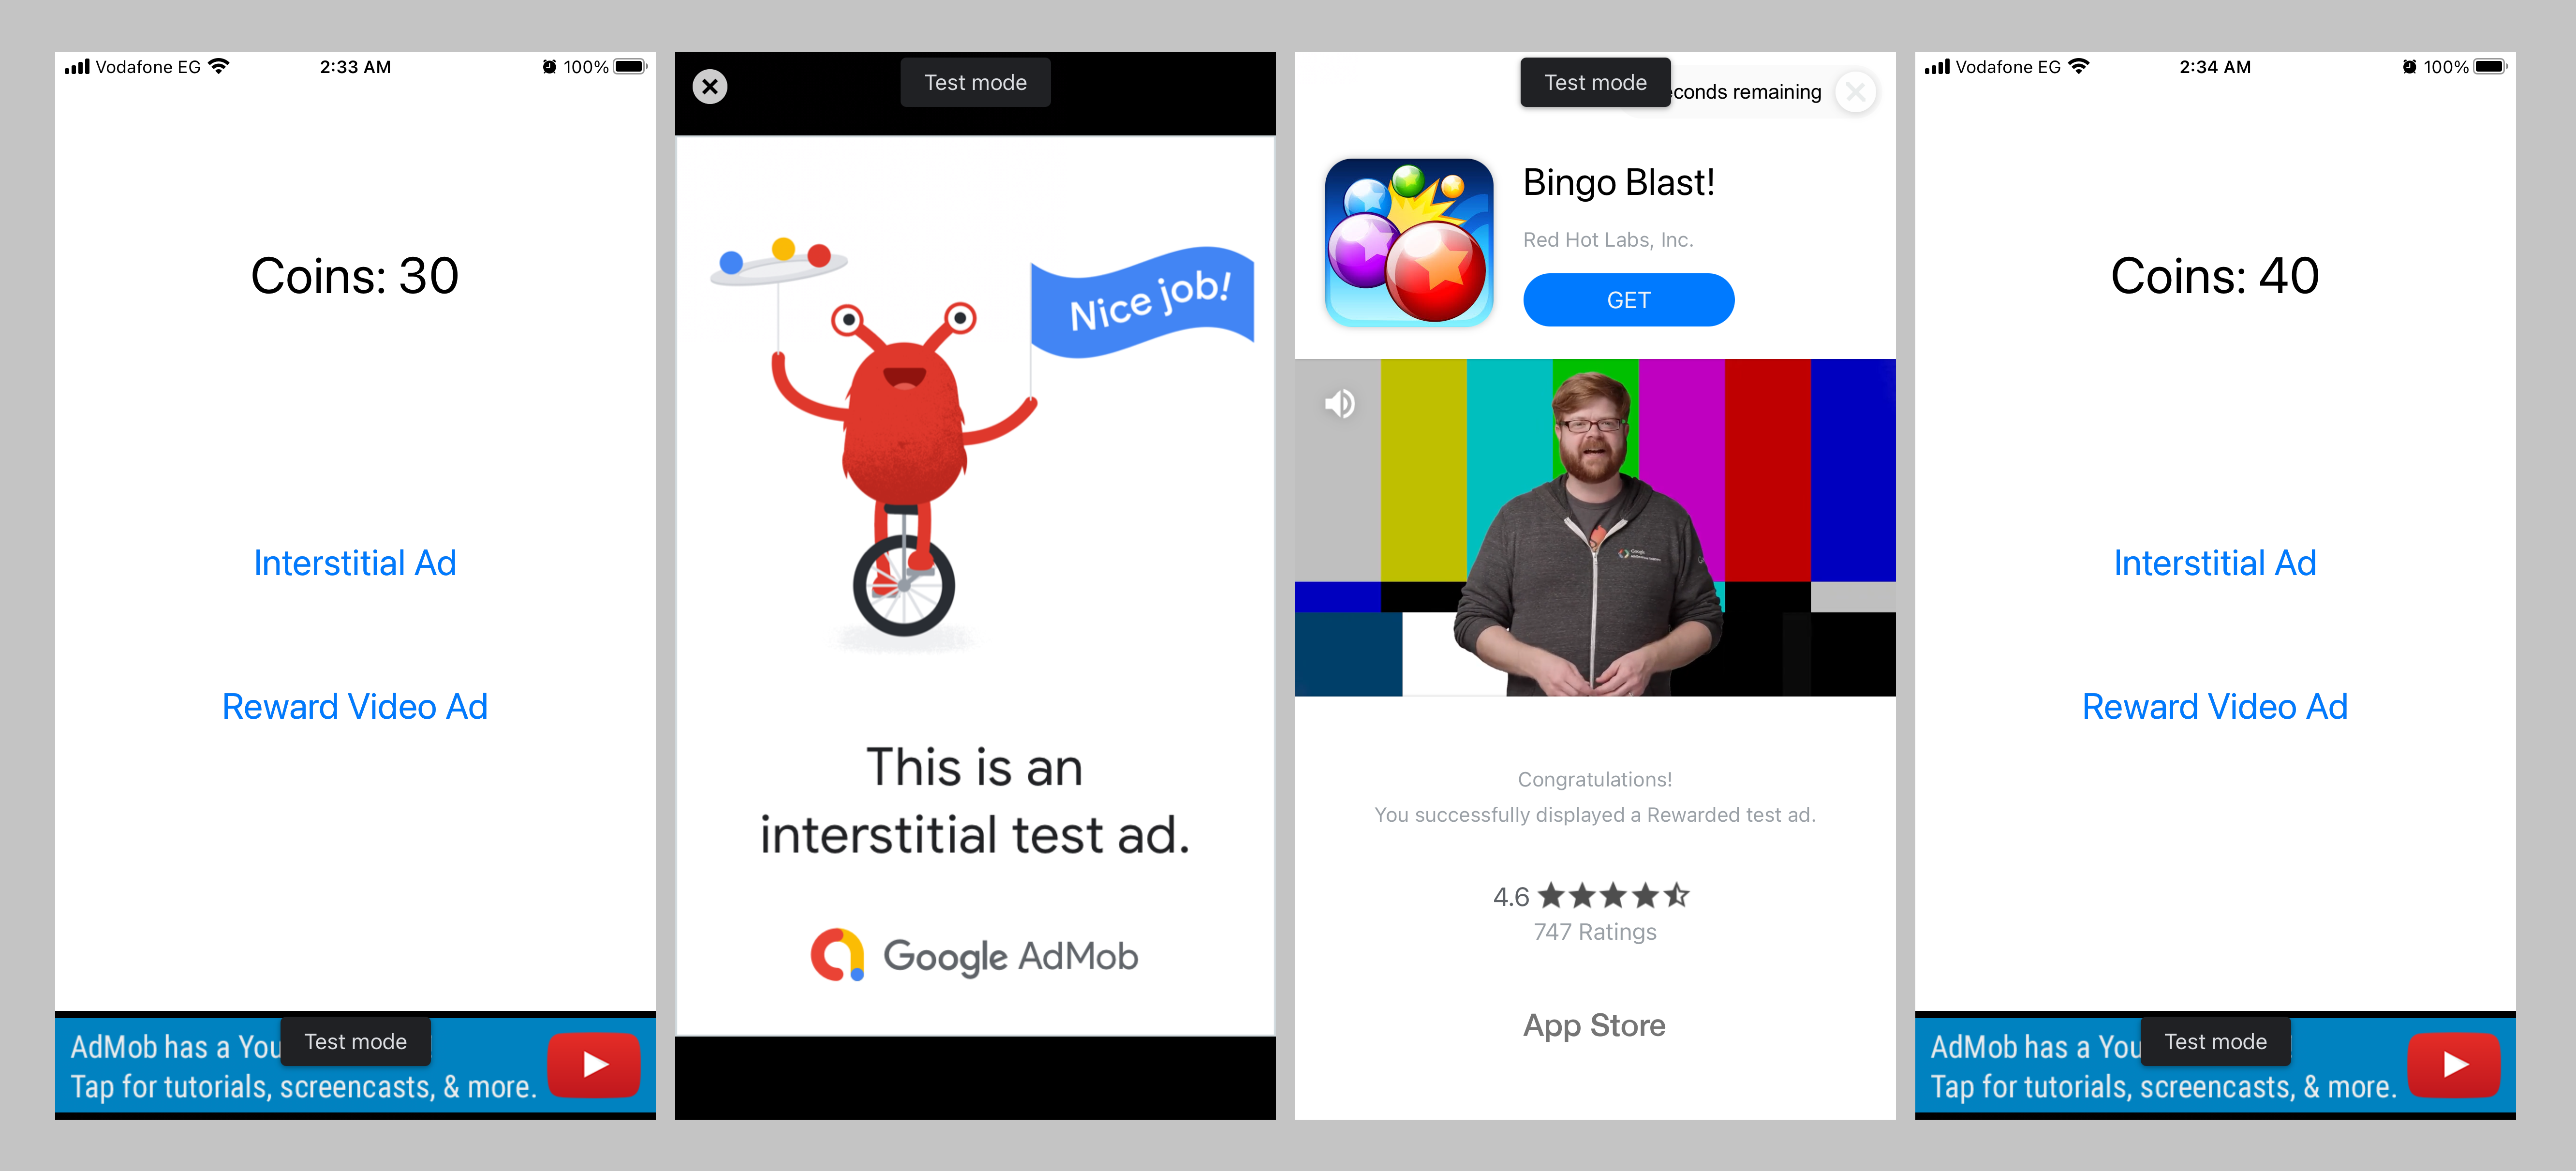 Vodafone EG
2:33 AM
100%
Coins: 30
Interstitial Ad
Reward Video Ad
AdMob has a You
Test mode
Tap for tutorials, screencasts, & more.
Test mode
Nice job!
This is an
interstitial test ad.
Google AdMob
Test mode
conds remaining
Bingo Blast!
Red Hot Labs, Inc.
GET
Google
Congratulations!
You successfully displayed a Rewarded test ad.
4.6
747 Ratings
App Store
Vodafone EG
2:34 AM
100%
Coins: 40
Interstitial Ad
Reward Video Ad
AdMob has a You
Test mode
Tap for tutorials, screencasts, & more.